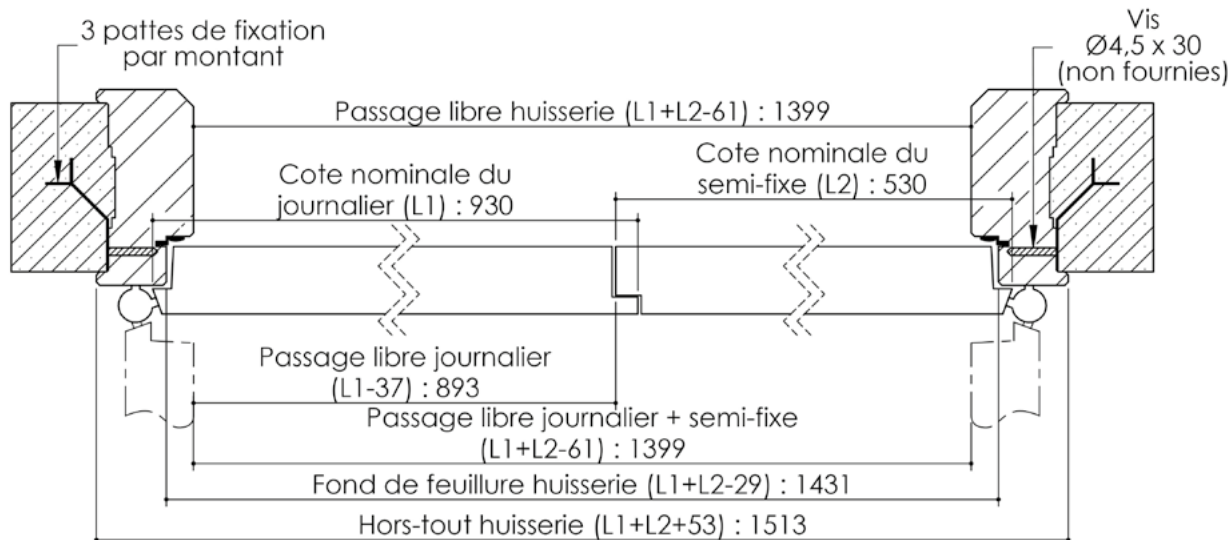 3 pattes de fixation
par montant
Vis
Ø4,5 x 30
(non fournies)
Passage libre huisserie (L1+L2-61) : 1399
Cote nominale du
journalier (L1) : 930
Cote nominale du
semi-fixe (L2) : 530
Passage libre journalier
(L1-37) : 893
Passage libre journalier + semi-fixe
(L1+L2-61) : 1399
Fond de feuillure huisserie (L1+L2-29) : 1431
Hors-tout huisserie (L1+L2+53) : 1513